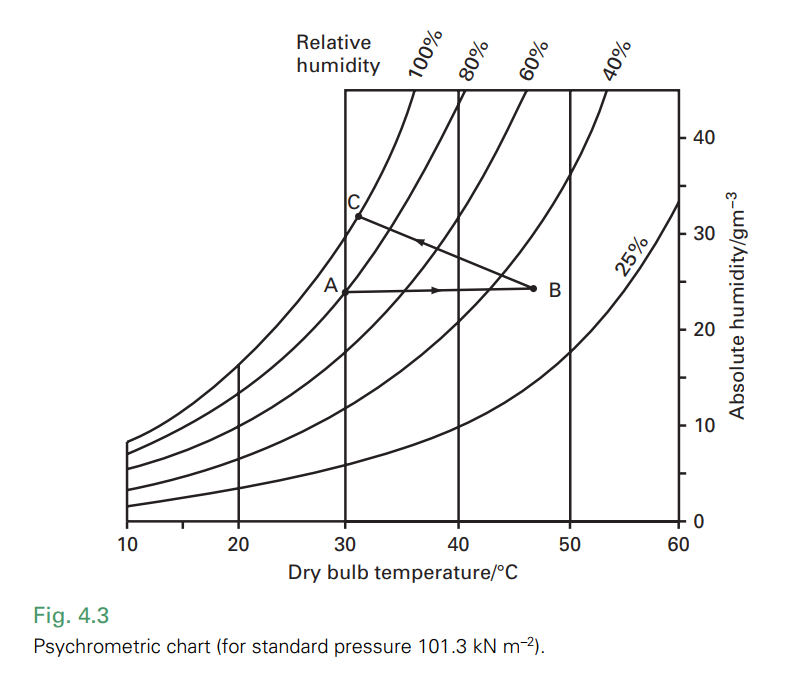 Relative
humidity
100%
80%
60%
40%
25%
C
A
B
40
30
20
10
0
Absolute humidity/gm⁻³
10 20 30 40 50 60
Dry bulb temperature/°C
Fig. 4.3
Psychrometric chart (for standard pressure 101.3 kN m⁻²).